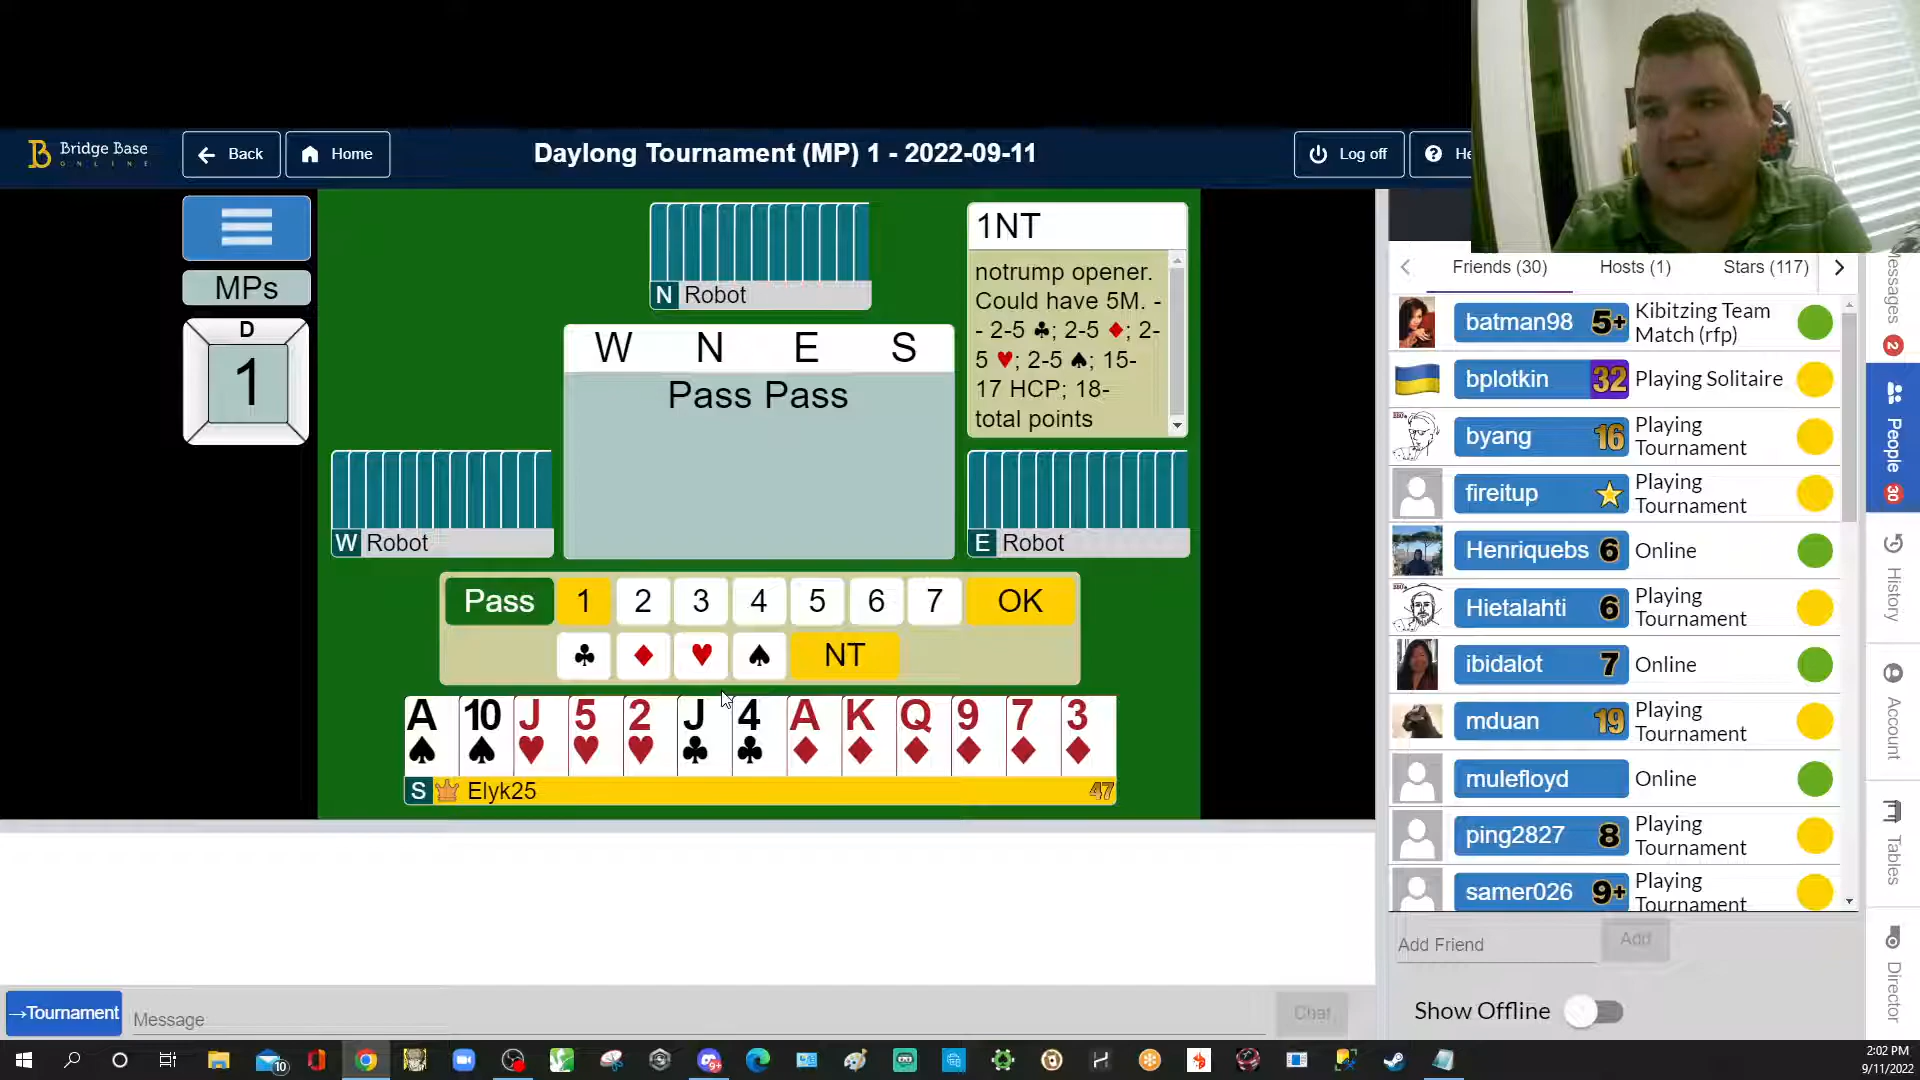 Bridge Base
ONLINE
Back
Home
Daylong Tournament (MP) 1 - 2022-09-11
Log off
He
MPs
D
1
N Robot
1NT
notrump opener.
Could have 5M. -
- 2-5 ♣; 2-5 ♦; 2-
5 ♥; 2-5 ♠; 15-
17 HCP; 18-
total points
W N E S
Pass Pass
W Robot
E Robot
Pass 1 2 3 4 5 6 7 OK
♣ ♦ ♥ ♠ NT
A 10 J 5 2 J 4 A K Q 9 7 3
♠ ♠ ♥ ♥ ♥ ♣ ♣ ♦ ♦ ♦ ♦ ♦ ♦
S Elyk25 47
Friends (30) Hosts (1) Stars (117)
batman98 5+ Kibitzing Team
Match (rfp)
bplotkin 32 Playing Solitaire
byang 16 Playing
Tournament
fireitup Playing
Tournament
Henriquebs 6 Online
Hietalahti 6 Playing
Tournament
ibidalot 7 Online
mduan 19 Playing
Tournament
mulefloyd Online
ping2827 8 Playing
Tournament
samer026 9+ Playing
Tournament
Add Friend Add
Show Offline
Messages 2
People 30
History
Account
Tables
Director
→Tournament
Message
Chat
10
9+
2:02 PM
9/11/2022